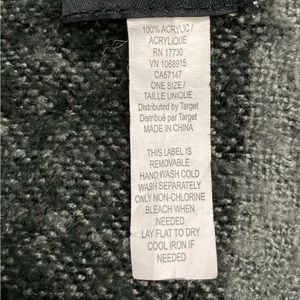 100% ACRYLIC /
ACRYLIQUE
RN 17730
VN 1068915
CA57147
ONE SIZE /
TAILLE UNIQUE
Distributed by Target
Distribué par Target
MADE IN CHINA
THIS LABEL IS
REMOVABLE
HAND WASH COLD
WASH SEPARATELY
ONLY NON-CHLORINE
BLEACH WHEN
NEEDED
LAY FLAT TO DRY
COOL IRON IF
NEEDED